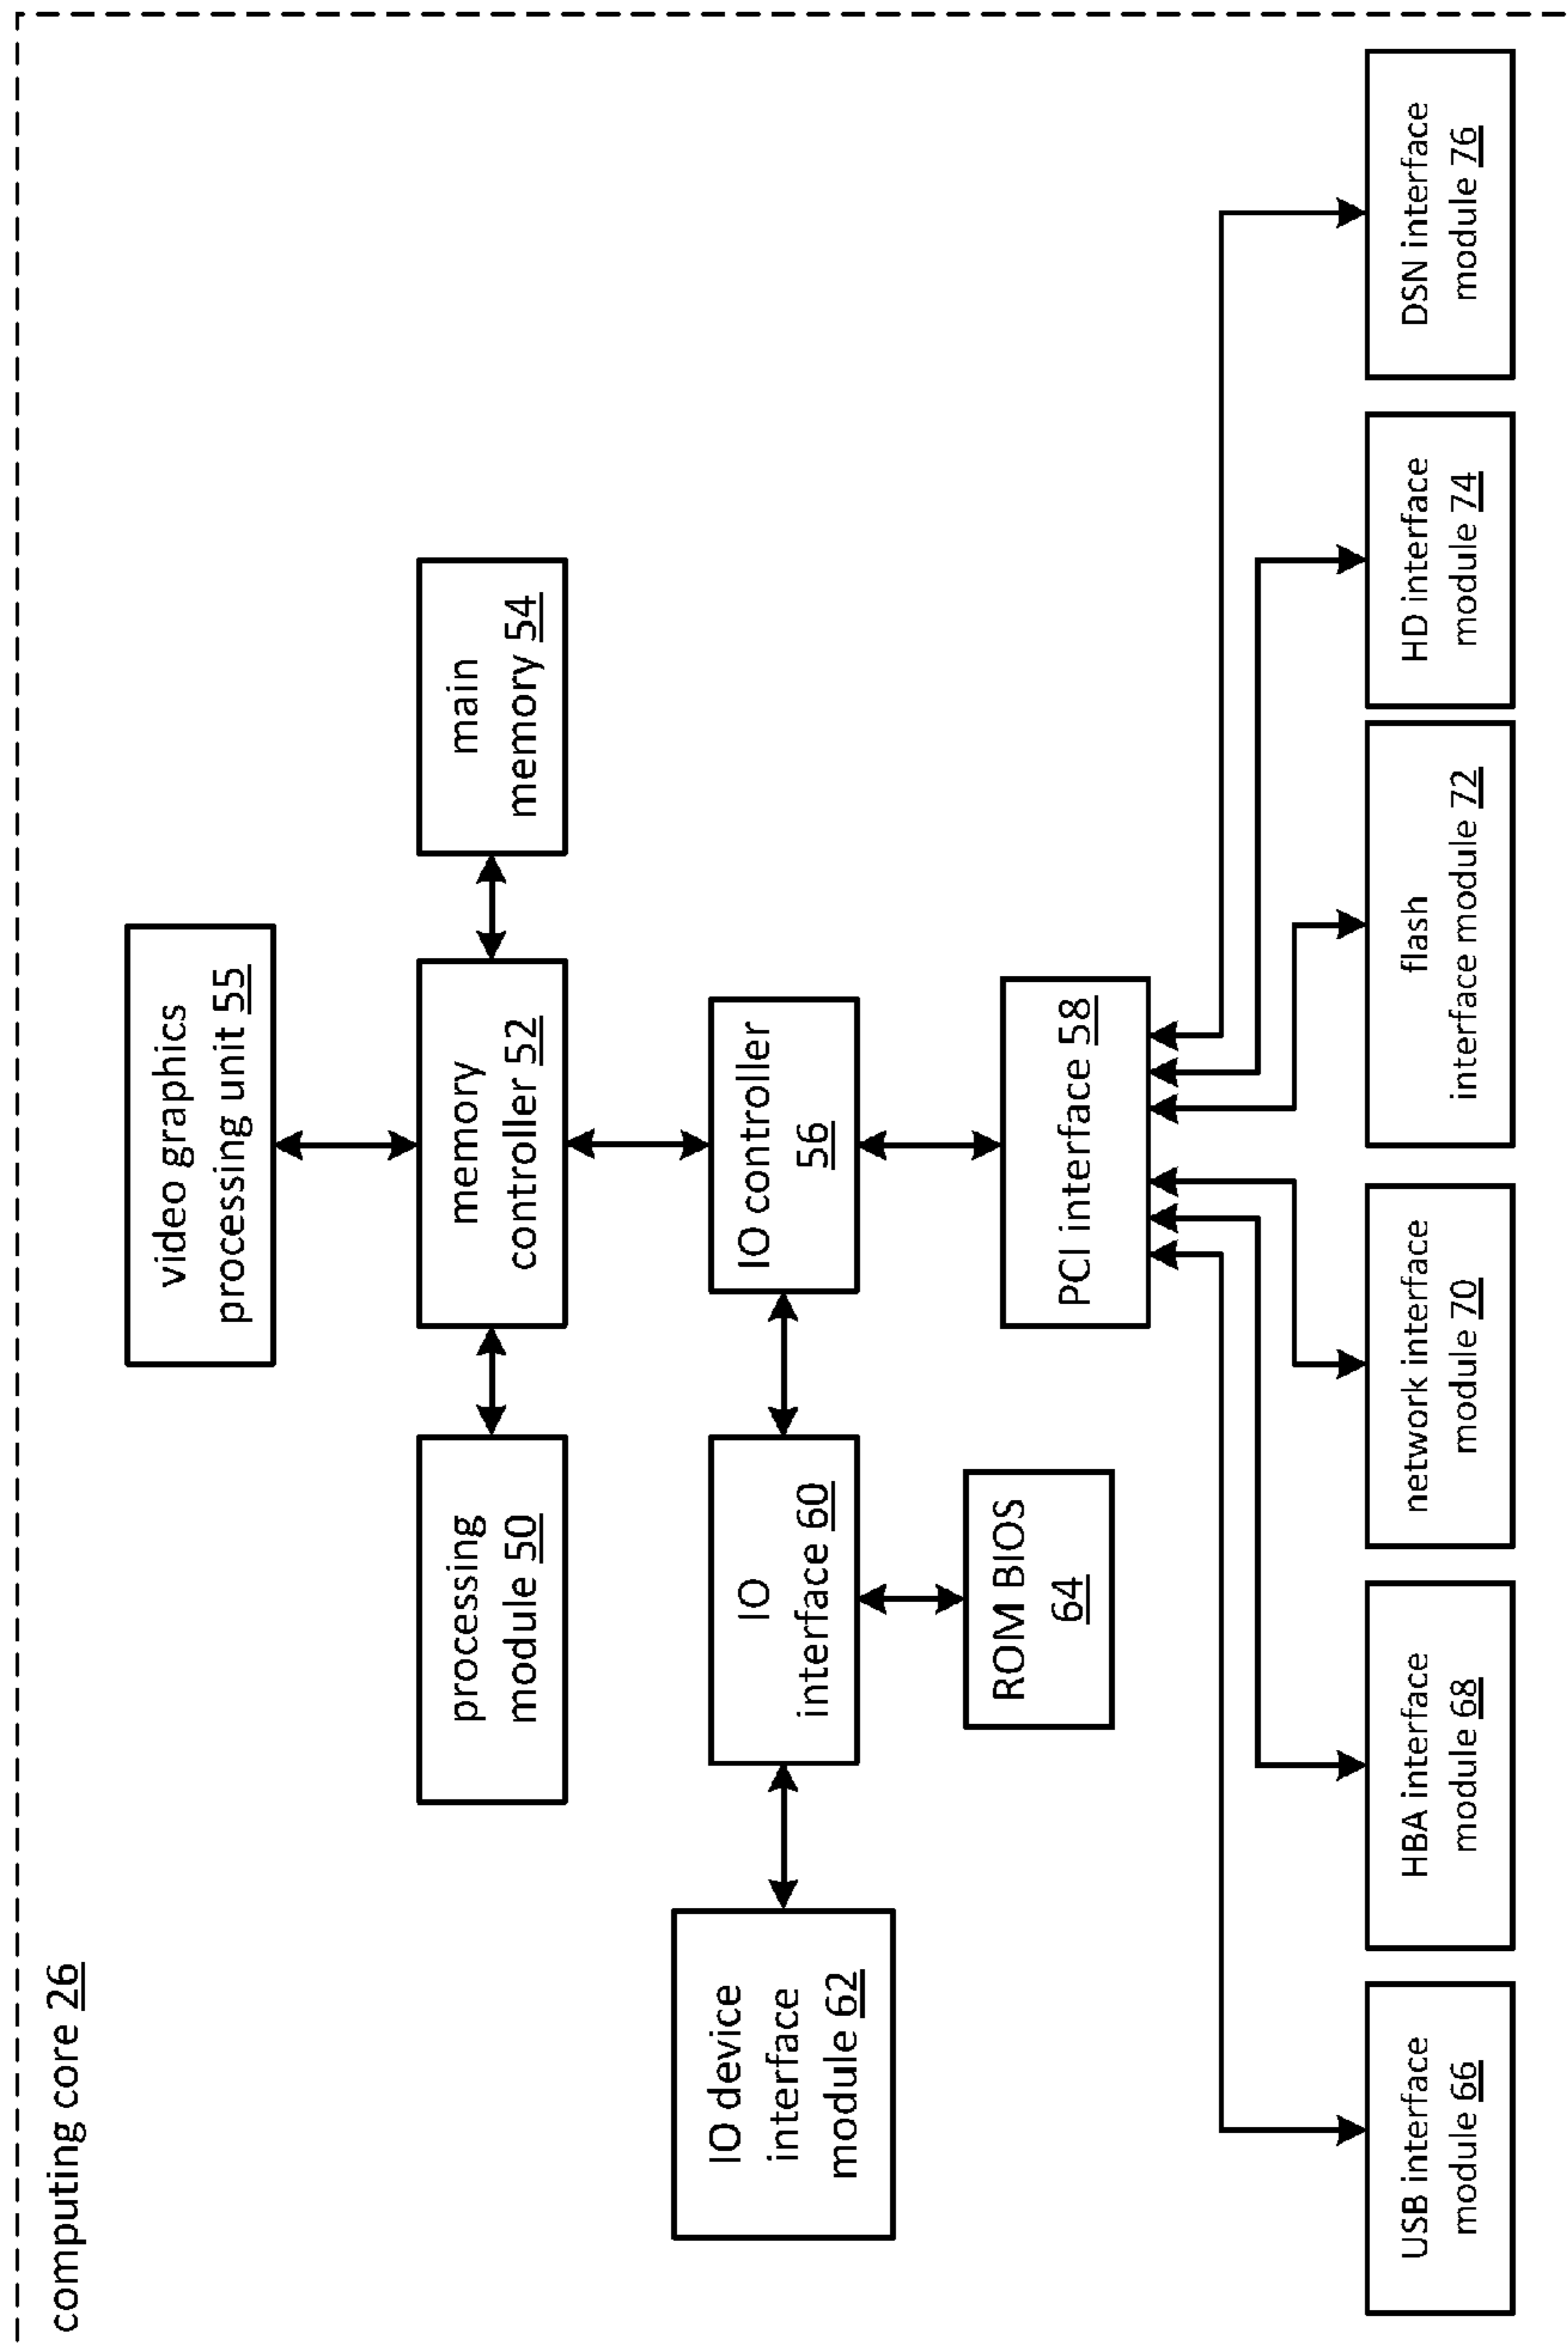 computing core 26
video graphics
processing unit 55
processing
module 50
memory
controller 52
main
memory 54
IO device
interface
module 62
IO
interface 60
IO controller
56
ROM BIOS
64
PCI interface 58
USB interface
module 66
HBA interface
module 68
network interface
module 70
flash
interface module 72
HD interface
module 74
DSN interface
module 76